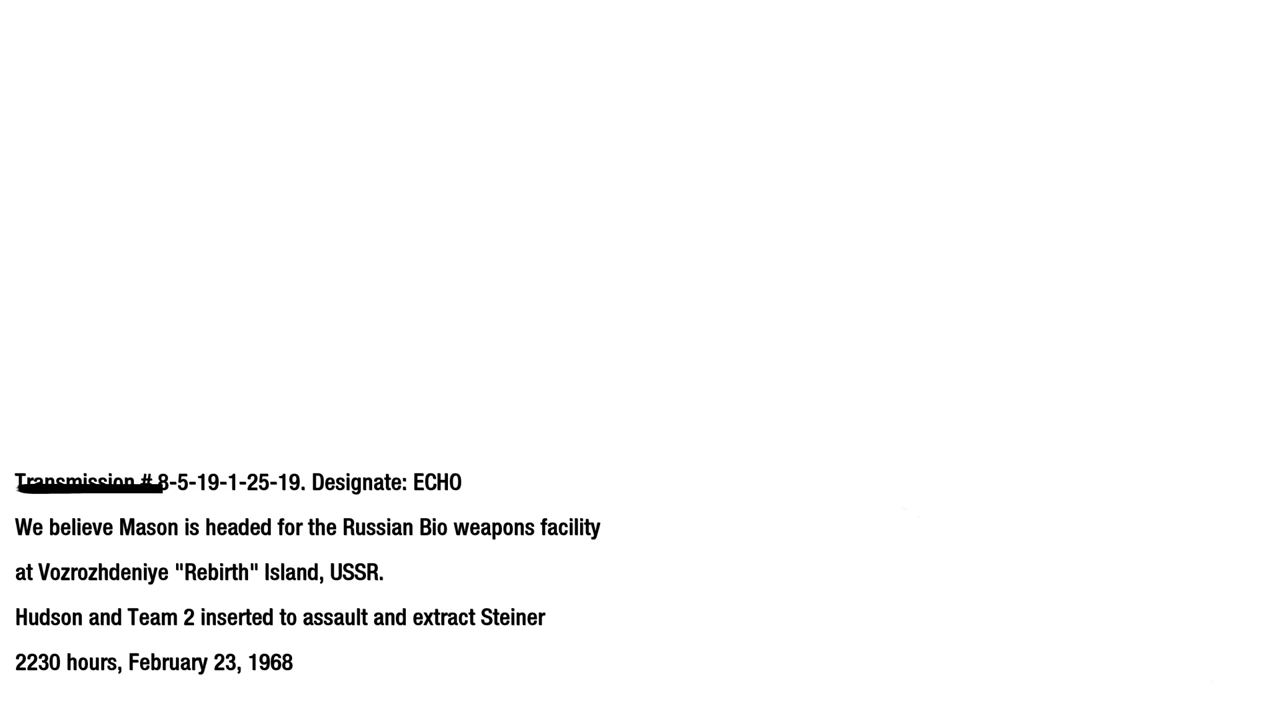 Transmission # 8-5-19-1-25-19. Designate: ECHO
We believe Mason is headed for the Russian Bio weapons facility
at Vozrozhdeniye "Rebirth" Island, USSR.
Hudson and Team 2 inserted to assault and extract Steiner
2230 hours, February 23, 1968